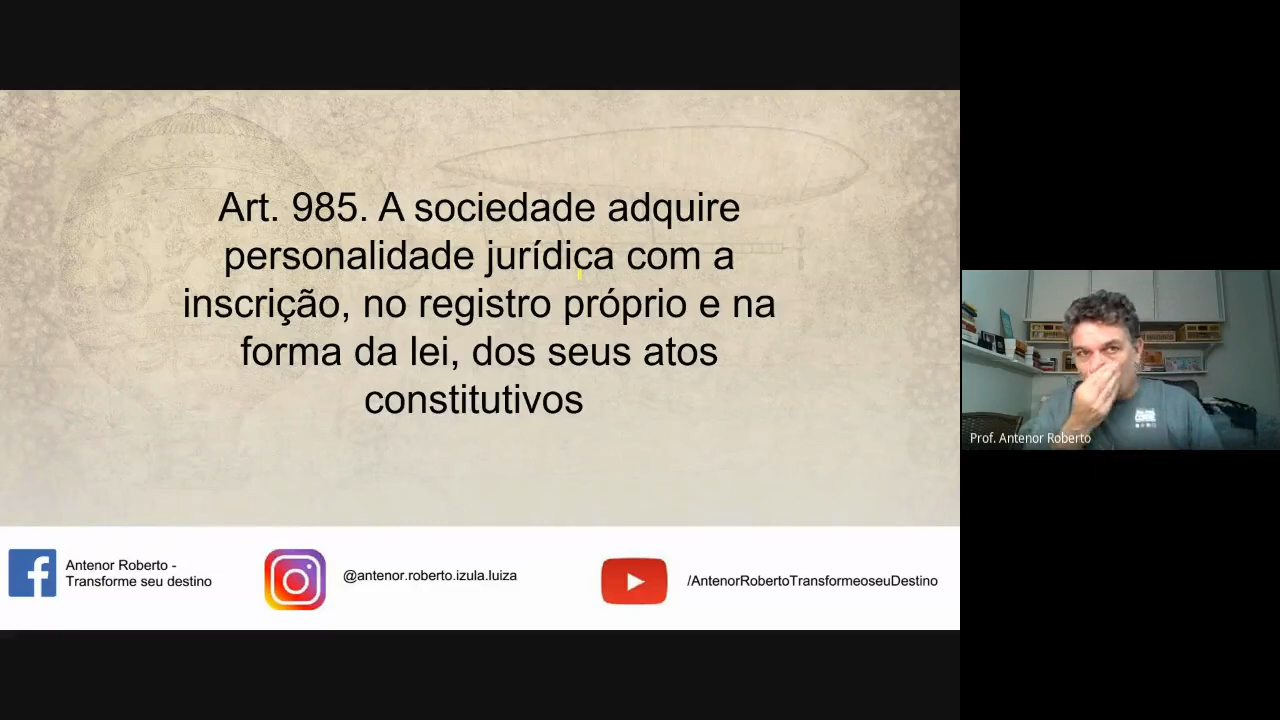 Art. 985. A sociedade adquire
personalidade jurídica com a
inscrição, no registro próprio e na
forma da lei, dos seus atos
constitutivos
Antenor Roberto -
Transforme seu destino
@antenor.roberto.izula.luiza
/AntenorRobertoTransformeoseuDestino
Prof. Antenor Roberto